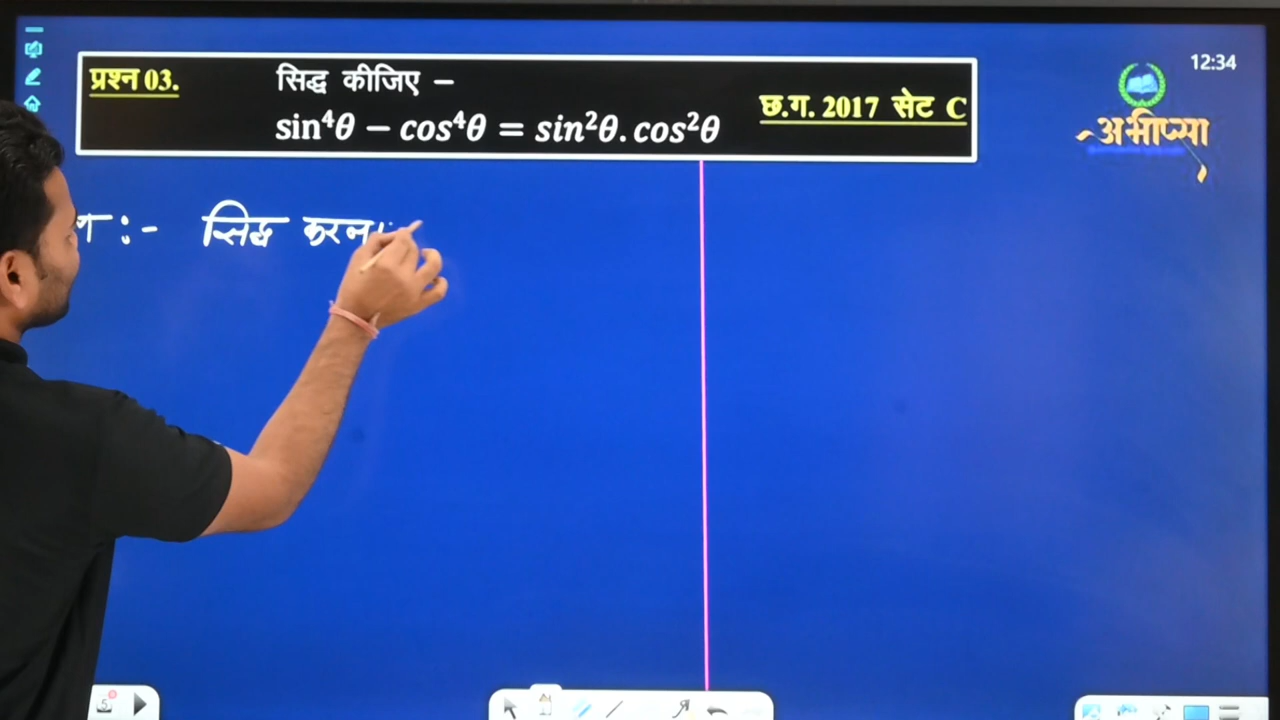 12:34
प्रश्न 03. सिद्ध कीजिए –
sin⁴θ − cos⁴θ = sin²θ. cos²θ
छ.ग. 2017 सेट C
अभीप्सा
:- सिद्ध करना